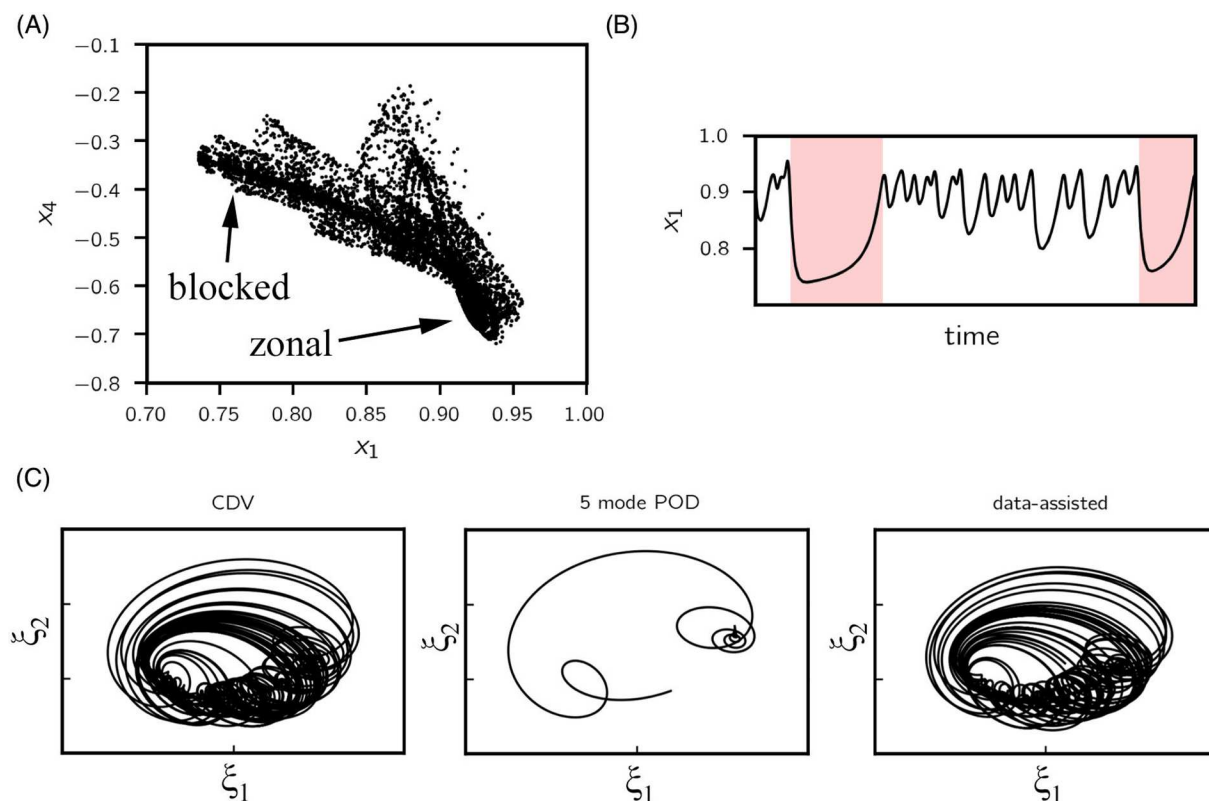 (A)
−0.1
−0.2
−0.3
−0.4
−0.5
−0.6
−0.7
−0.8
x4
blocked
zonal
0.70 0.75 0.80 0.85 0.90 0.95 1.00
x1
(B)
1.0
0.9
0.8
x1
time
(C)
CDV
ξ2
ξ1
5 mode POD
ξ2
ξ1
data-assisted
ξ2
ξ1